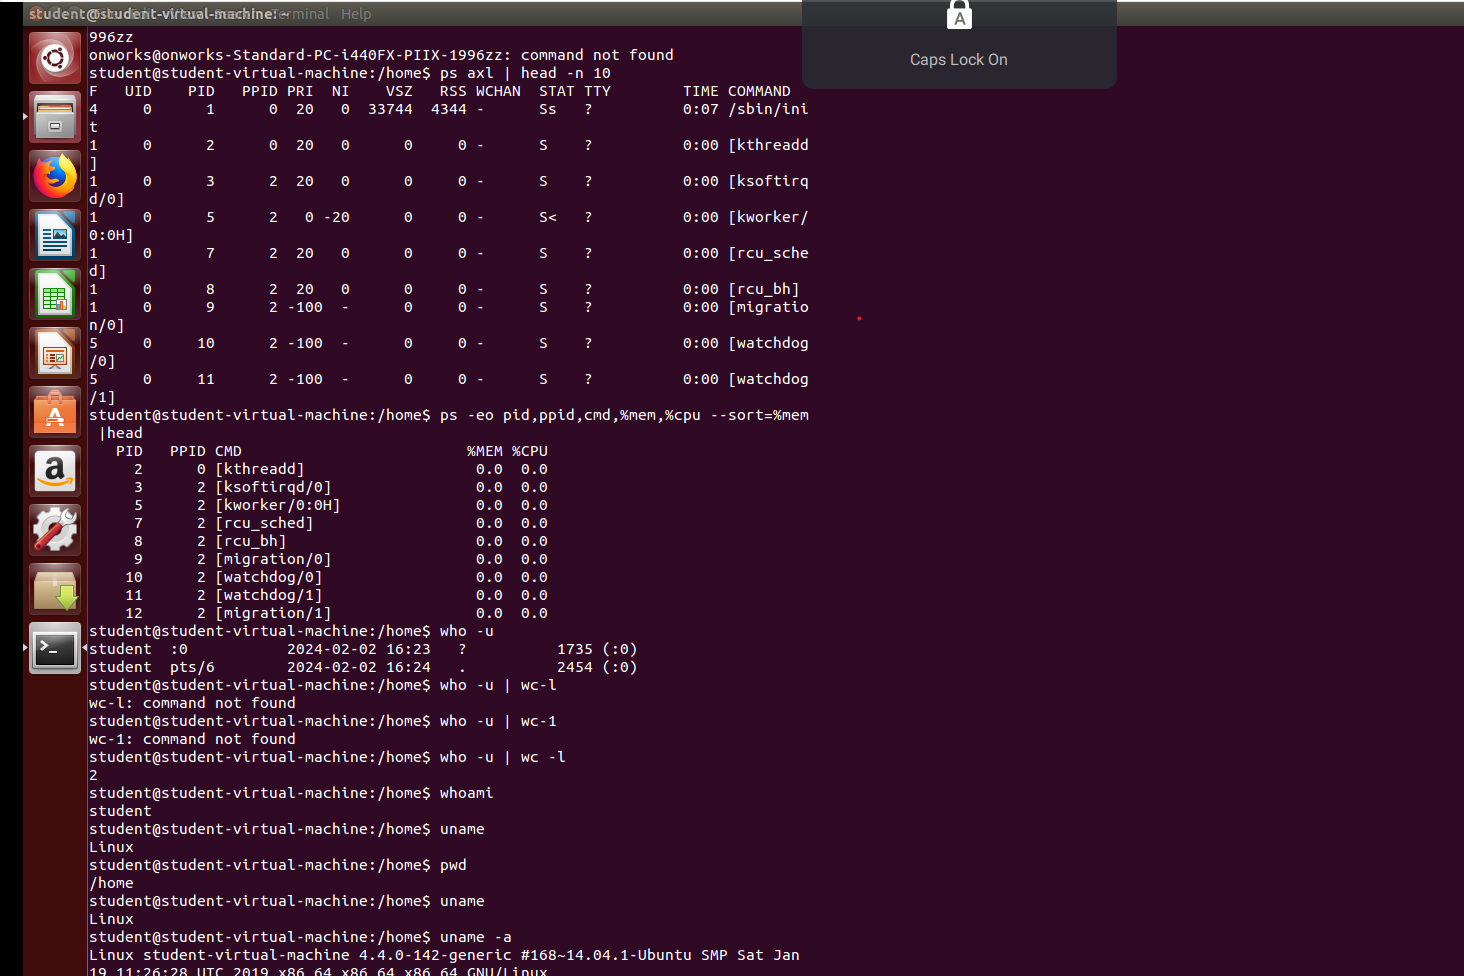 student@student-virtual-machine: ~ Terminal Help
996zz
onworks@onworks-Standard-PC-i440FX-PIIX-1996zz: command not found
student@student-virtual-machine:/home$ ps axl | head -n 10
F   UID    PID   PPID PRI  NI    VSZ   RSS WCHAN  STAT TTY        TIME COMMAND
4     0      1      0  20   0  33744  4344 -      Ss   ?          0:07 /sbin/ini
t
1     0      2      0  20   0      0     0 -      S    ?          0:00 [kthreadd
]
1     0      3      2  20   0      0     0 -      S    ?          0:00 [ksoftirq
d/0]
1     0      5      2   0 -20      0     0 -      S<   ?          0:00 [kworker/
0:0H]
1     0      7      2  20   0      0     0 -      S    ?          0:00 [rcu_sche
d]
1     0      8      2  20   0      0     0 -      S    ?          0:00 [rcu_bh]
1     0      9      2 -100  -      0     0 -      S    ?          0:00 [migratio
n/0]
5     0     10      2 -100  -      0     0 -      S    ?          0:00 [watchdog
/0]
5     0     11      2 -100  -      0     0 -      S    ?          0:00 [watchdog
/1]
student@student-virtual-machine:/home$ ps -eo pid,ppid,cmd,%mem,%cpu --sort=%mem
 |head
   PID   PPID CMD                         %MEM %CPU
     2      0 [kthreadd]                   0.0  0.0
     3      2 [ksoftirqd/0]                0.0  0.0
     5      2 [kworker/0:0H]               0.0  0.0
     7      2 [rcu_sched]                  0.0  0.0
     8      2 [rcu_bh]                     0.0  0.0
     9      2 [migration/0]                0.0  0.0
    10      2 [watchdog/0]                 0.0  0.0
    11      2 [watchdog/1]                 0.0  0.0
    12      2 [migration/1]                0.0  0.0
student@student-virtual-machine:/home$ who -u
student  :0           2024-02-02 16:23   ?          1735 (:0)
student  pts/6        2024-02-02 16:24   .          2454 (:0)
student@student-virtual-machine:/home$ who -u | wc-l
wc-l: command not found
student@student-virtual-machine:/home$ who -u | wc-1
wc-1: command not found
student@student-virtual-machine:/home$ who -u | wc -l
2
student@student-virtual-machine:/home$ whoami
student
student@student-virtual-machine:/home$ uname
Linux
student@student-virtual-machine:/home$ pwd
/home
student@student-virtual-machine:/home$ uname
Linux
student@student-virtual-machine:/home$ uname -a
Linux student-virtual-machine 4.4.0-142-generic #168~14.04.1-Ubuntu SMP Sat Jan
19 11:26:28 UTC 2019 x86_64 x86_64 x86_64 GNU/Linux
A
Caps Lock On